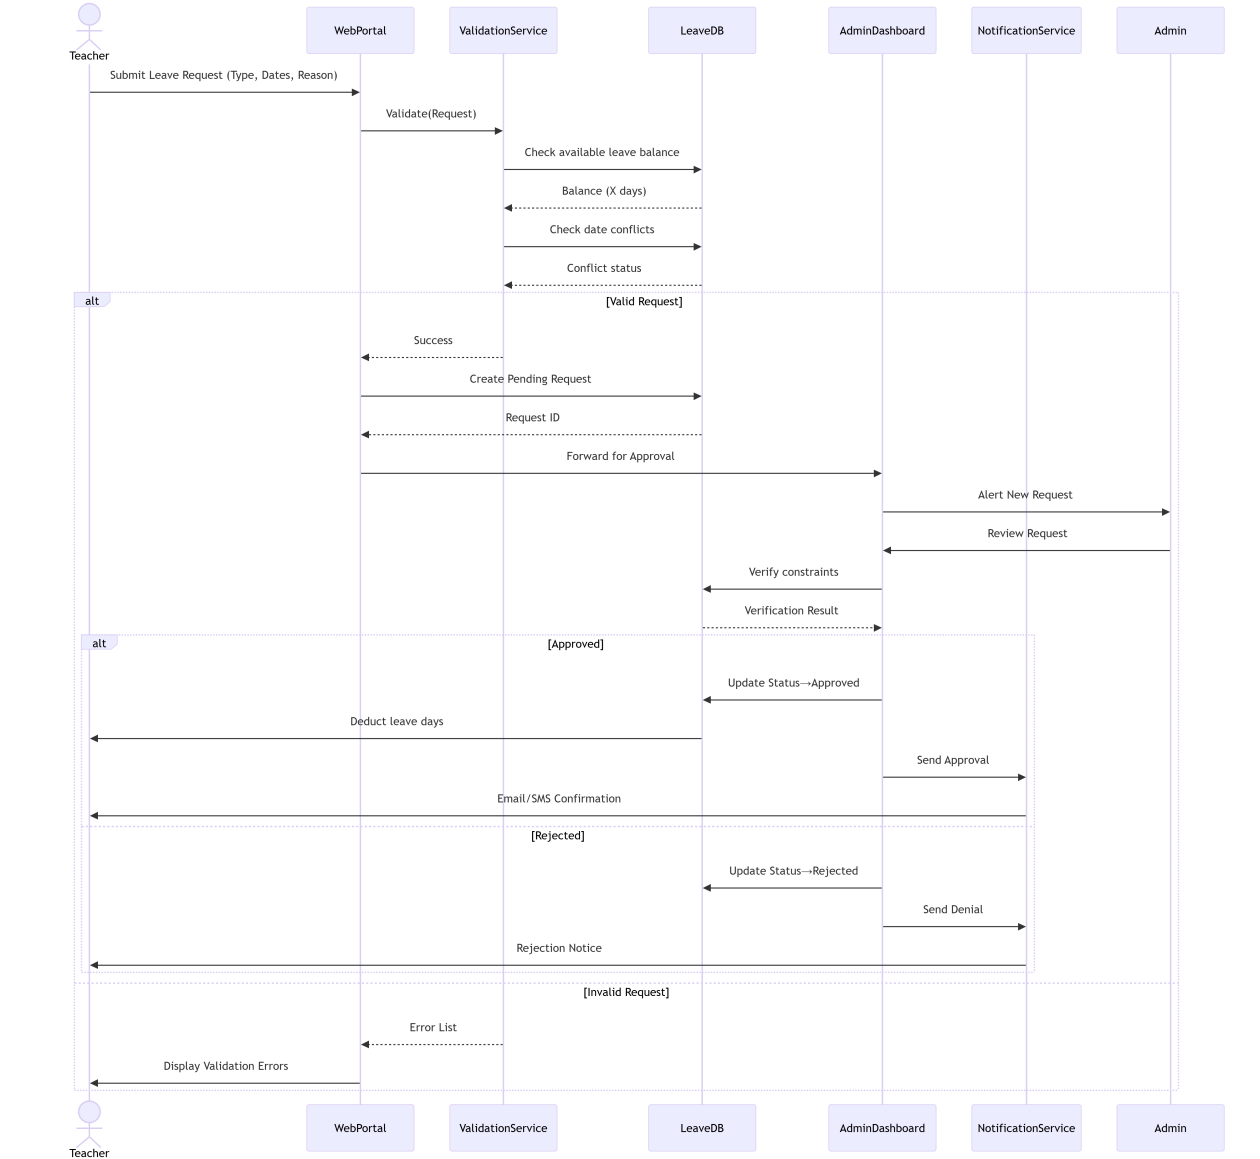 Teacher
WebPortal
ValidationService
LeaveDB
AdminDashboard
NotificationService
Admin
Submit Leave Request (Type, Dates, Reason)
Validate(Request)
Check available leave balance
Balance (X days)
Check date conflicts
Conflict status
alt
[Valid Request]
Success
Create Pending Request
Request ID
Forward for Approval
Alert New Request
Review Request
Verify constraints
Verification Result
alt
[Approved]
Update Status→Approved
Deduct leave days
Send Approval
Email/SMS Confirmation
[Rejected]
Update Status→Rejected
Send Denial
Rejection Notice
[Invalid Request]
Error List
Display Validation Errors
Teacher
WebPortal
ValidationService
LeaveDB
AdminDashboard
NotificationService
Admin